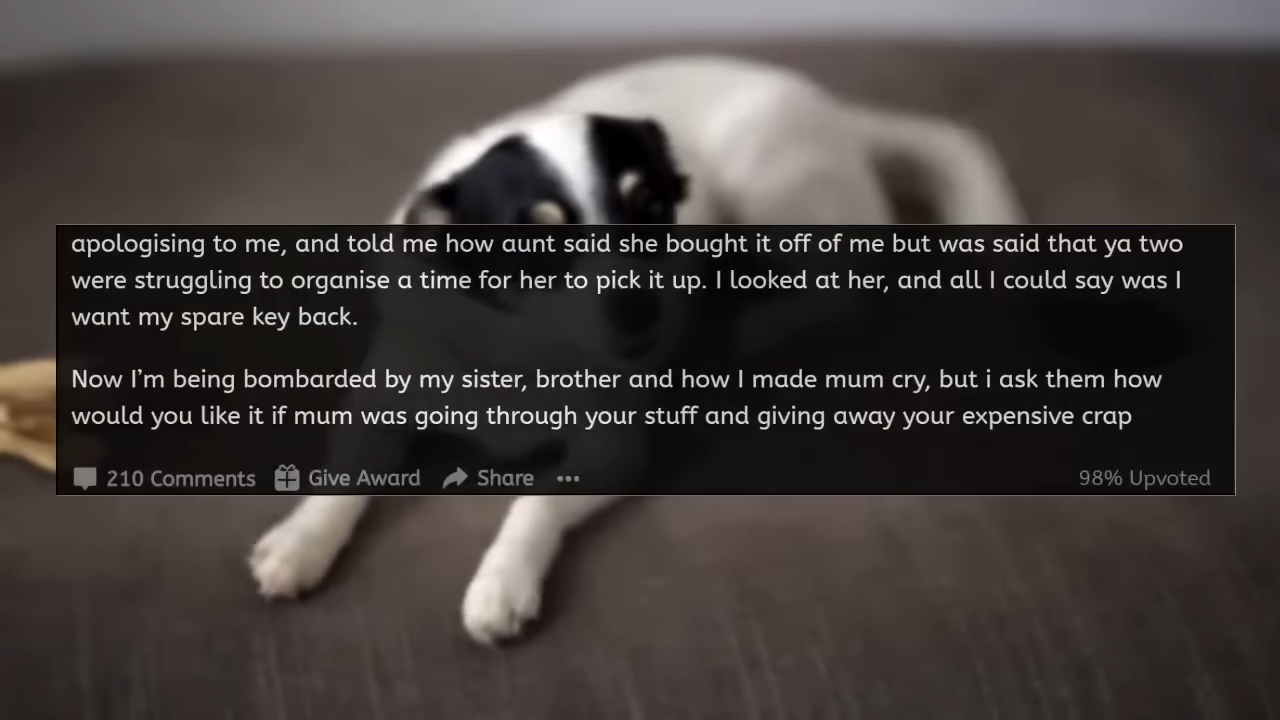 apologising to me, and told me how aunt said she bought it off of me but was said that ya two
were struggling to organise a time for her to pick it up. I looked at her, and all I could say was I
want my spare key back.
Now I'm being bombarded by my sister, brother and how I made mum cry, but i ask them how
would you like it if mum was going through your stuff and giving away your expensive crap
210 Comments Give Award Share ••• 98% Upvoted